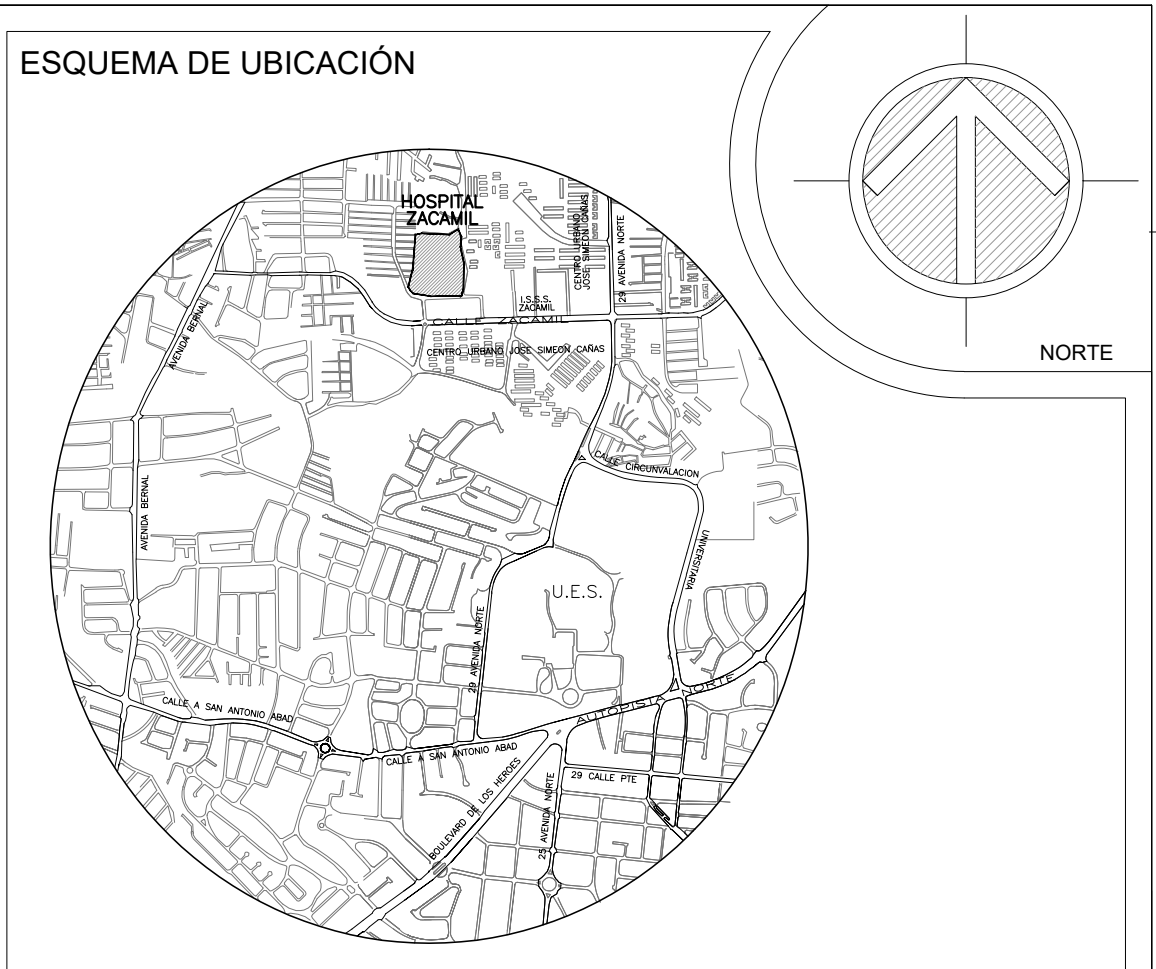 ESQUEMA DE UBICACIÓN
NORTE
HOSPITAL
ZACAMIL
CENTRO URBANO
JOSE SIMEON CAÑAS
29 AVENIDA NORTE
I.S.S.S.
ZACAMIL
CALLE ZACAMIL
CENTRO URBANO JOSE SIMEON CAÑAS
AVENIDA BERNAL
CALLE CIRCUNVALACION
AVENIDA BERNAL
UNIVERSITARIA
U.E.S.
29 AVENIDA NORTE
AUTOPISTA NORTE
CALLE A SAN ANTONIO ABAD
CALLE A SAN ANTONIO ABAD
29 CALLE PTE
BOULEVARD DE LOS HEROES
25 AVENIDA NORTE